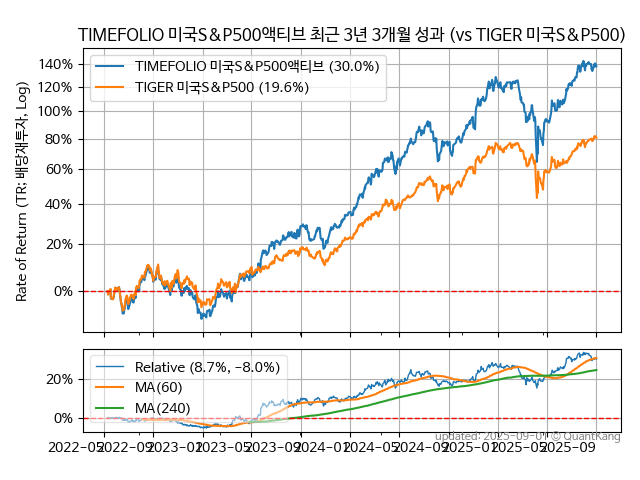 TIMEFOLIO 미국S&P500액티브 최근 3년 3개월 성과 (vs TIGER 미국S&P500)
Rate of Return (TR: 배당재투자, Log)
140%
120%
100%
80%
60%
40%
20%
0%
TIMEFOLIO 미국S&P500액티브 (30.0%)
TIGER 미국S&P500 (19.6%)
20%
0%
Relative (8.7%, −8.0%)
MA(60)
MA(240)
updated: 2025-09-01 © QuantKang
2022-05 2022-09 2023-01 2023-05 2023-09 2024-01 2024-05 2024-09 2025-01 2025-05 2025-09